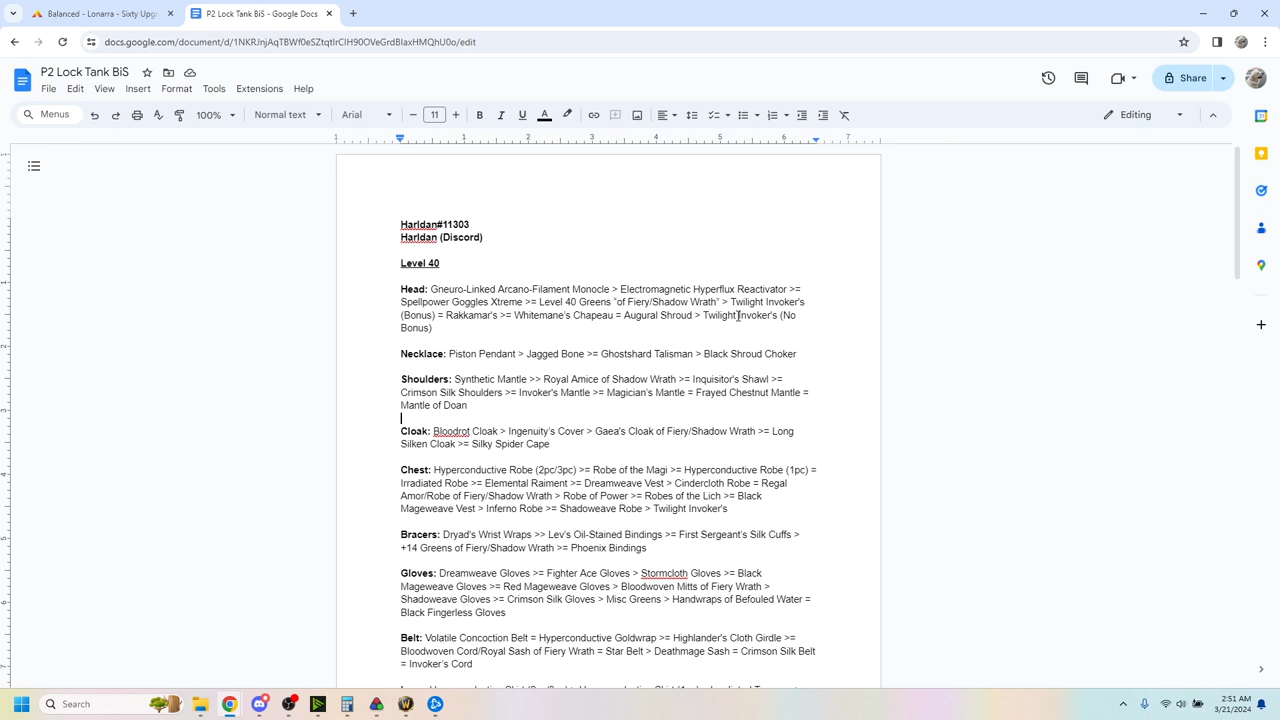 Balanced - Lonarra - Sixty Upg
P2 Lock Tank BiS - Google Docs
docs.google.com/document/d/1NKRJnjAqTBWf0eSZtqtlrClH90OVeGrdBlaxHMQhU0o/edit
P2 Lock Tank BiS
File Edit View Insert Format Tools Extensions Help
Share
Menus 100% Normal text Arial 11 Editing
1 1 2 3 4 5 6 7
Harldan#11303
Harldan (Discord)
Level 40
Head: Gneuro-Linked Arcano-Filament Monocle > Electromagnetic Hyperflux Reactivator >=
Spellpower Goggles Xtreme >= Level 40 Greens “of Fiery/Shadow Wrath” > Twilight Invoker's
(Bonus) = Rakkamar's >= Whitemane's Chapeau = Augural Shroud > Twilight Invoker's (No
Bonus)
Necklace: Piston Pendant > Jagged Bone >= Ghostshard Talisman > Black Shroud Choker
Shoulders: Synthetic Mantle >> Royal Amice of Shadow Wrath >= Inquisitor's Shawl >=
Crimson Silk Shoulders >= Invoker's Mantle >= Magician's Mantle = Frayed Chestnut Mantle =
Mantle of Doan
Cloak: Bloodrot Cloak > Ingenuity's Cover > Gaea's Cloak of Fiery/Shadow Wrath >= Long
Silken Cloak >= Silky Spider Cape
Chest: Hyperconductive Robe (2pc/3pc) >= Robe of the Magi >= Hyperconductive Robe (1pc) =
Irradiated Robe >= Elemental Raiment >= Dreamweave Vest > Cindercloth Robe = Regal
Amor/Robe of Fiery/Shadow Wrath > Robe of Power >= Robes of the Lich >= Black
Mageweave Vest > Inferno Robe >= Shadoweave Robe > Twilight Invoker's
Bracers: Dryad's Wrist Wraps >> Lev's Oil-Stained Bindings >= First Sergeant's Silk Cuffs >
+14 Greens of Fiery/Shadow Wrath >= Phoenix Bindings
Gloves: Dreamweave Gloves >= Fighter Ace Gloves > Stormcloth Gloves >= Black
Mageweave Gloves >= Red Mageweave Gloves > Bloodwoven Mitts of Fiery Wrath >
Shadoweave Gloves >= Crimson Silk Gloves > Misc Greens > Handwraps of Befouled Water =
Black Fingerless Gloves
Belt: Volatile Concoction Belt = Hyperconductive Goldwrap >= Highlander's Cloth Girdle >=
Bloodwoven Cord/Royal Sash of Fiery Wrath = Star Belt > Deathmage Sash = Crimson Silk Belt
= Invoker's Cord
Search
2:51 AM
3/21/2024